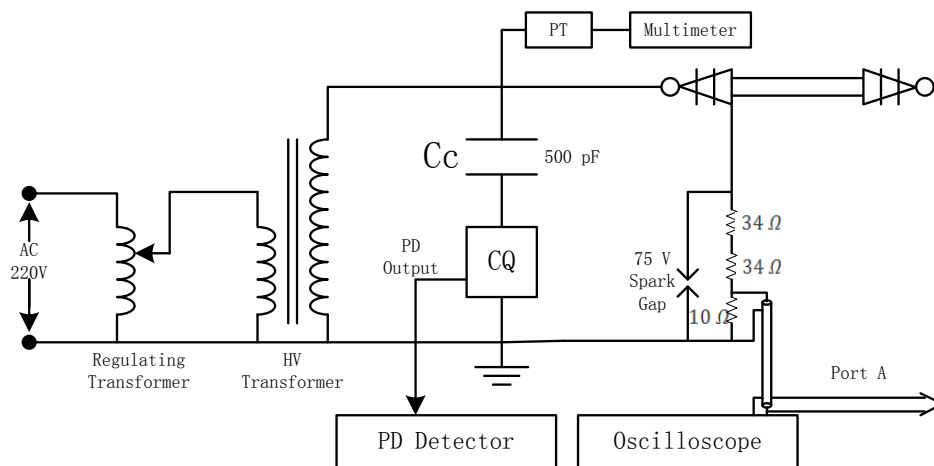 PT
Multimeter
Cc
500 pF
AC
220V
PD
Output
CQ
75 V
Spark
Gap
34 Ω
34 Ω
10 Ω
Regulating
Transformer
HV
Transformer
Port A
PD Detector
Oscilloscope